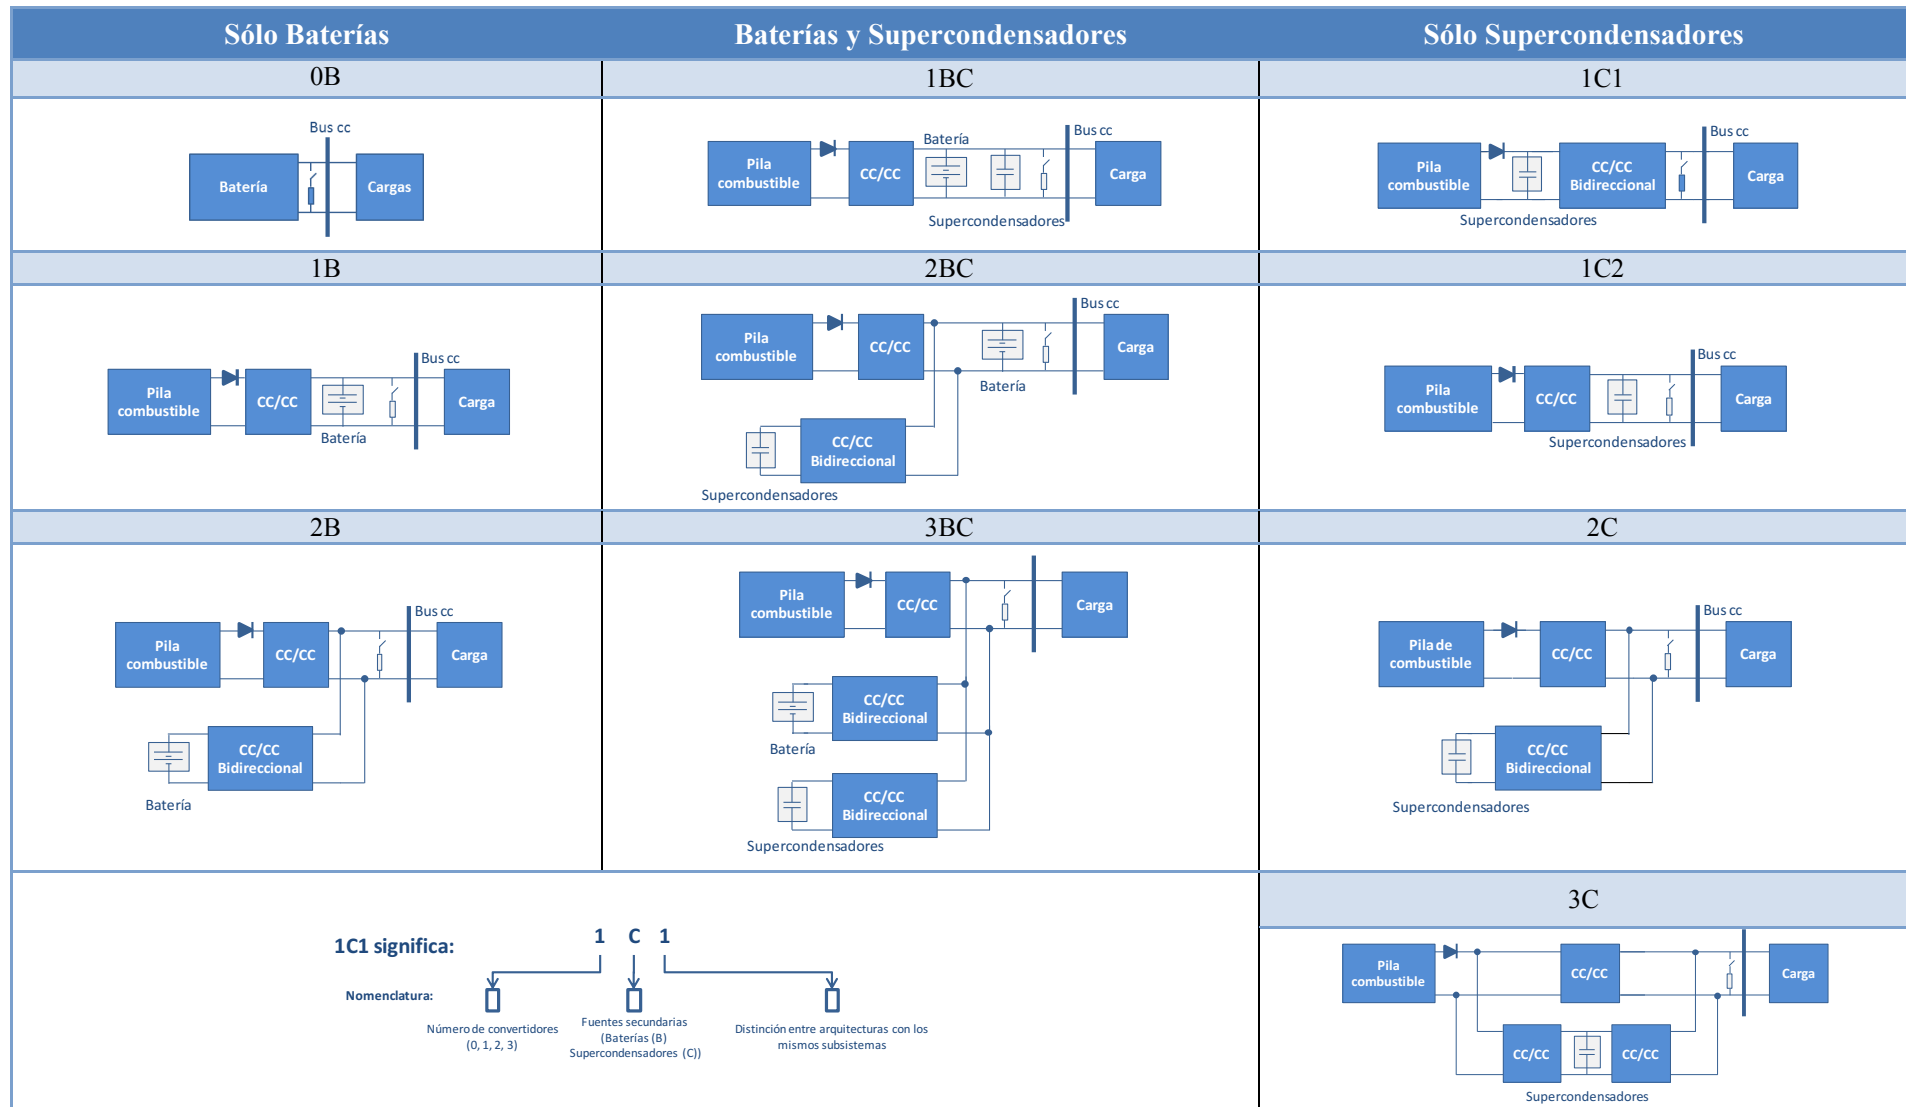 Sólo Baterías
Baterías y Supercondensadores
Sólo Supercondensadores
0B
1BC
1C1
Bus cc
Batería
Cargas
Batería
Bus cc
Pila
combustible
CC/CC
Carga
Supercondensadores
Bus cc
Pila
combustible
CC/CC
Bidireccional
Carga
Supercondensadores
1B
2BC
1C2
Bus cc
Pila
combustible
CC/CC
Carga
Batería
Bus cc
Pila
combustible
CC/CC
Carga
Batería
CC/CC
Bidireccional
Supercondensadores
Bus cc
Pila
combustible
CC/CC
Carga
Supercondensadores
2B
3BC
2C
Bus cc
Pila
combustible
CC/CC
Carga
CC/CC
Bidireccional
Batería
Pila
combustible
CC/CC
Carga
CC/CC
Bidireccional
Batería
CC/CC
Bidireccional
Supercondensadores
Bus cc
Pila de
combustible
CC/CC
Carga
CC/CC
Bidireccional
Supercondensadores
1C1 significa:
1 C 1
Nomenclatura:
Número de convertidores
(0, 1, 2, 3)
Fuentes secundarias
(Baterías (B)
Supercondensadores (C))
Distinción entre arquitecturas con los
mismos subsistemas
3C
Pila
combustible
CC/CC
Carga
CC/CC
CC/CC
Supercondensadores